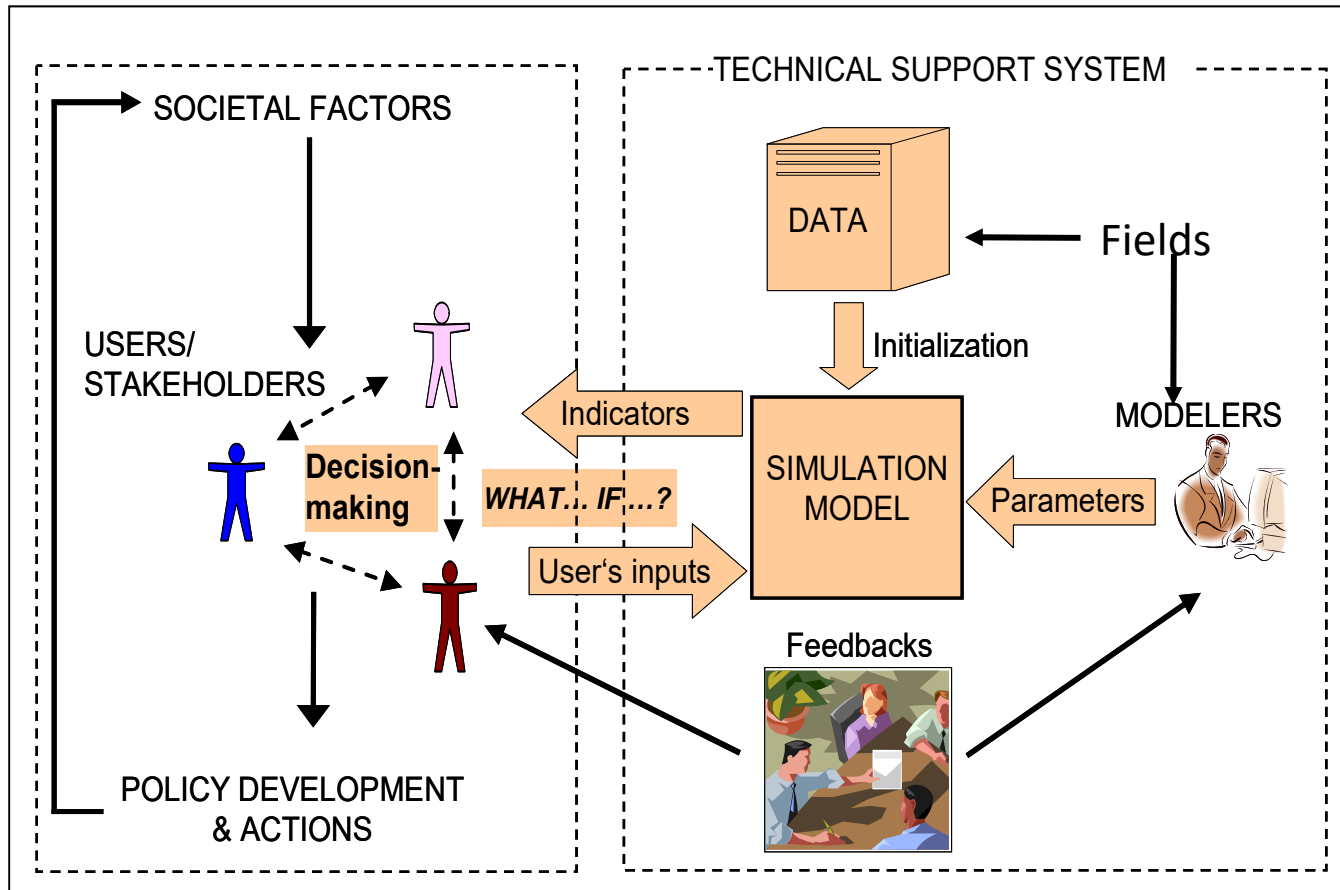 TECHNICAL SUPPORT SYSTEM
SOCIETAL FACTORS
DATA
Fields
Initialization
USERS/
STAKEHOLDERS
Indicators
MODELERS
Decision-
making
WHAT… IF …?
SIMULATION
MODEL
Parameters
User‘s inputs
Feedbacks
POLICY DEVELOPMENT
& ACTIONS